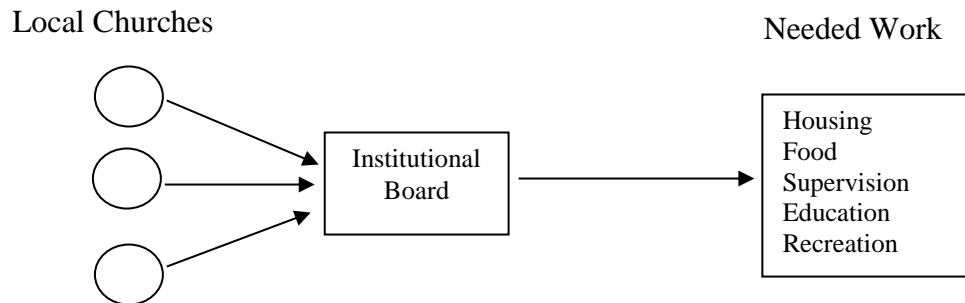 Local Churches
Needed Work
Institutional
Board
Housing
Food
Supervision
Education
Recreation